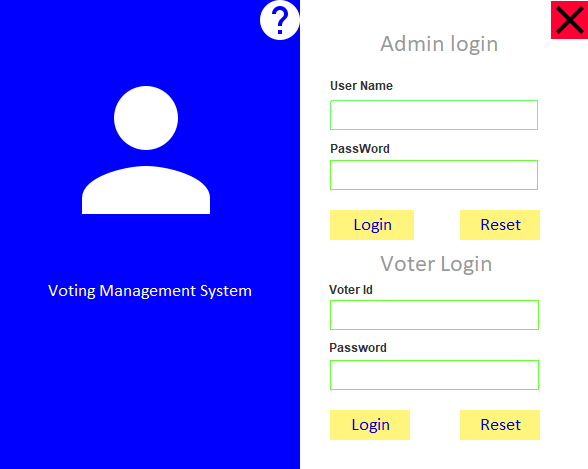 ?
Voting Management System
Admin login
User Name
PassWord
Login Reset
Voter Login
Voter Id
Password
Login Reset